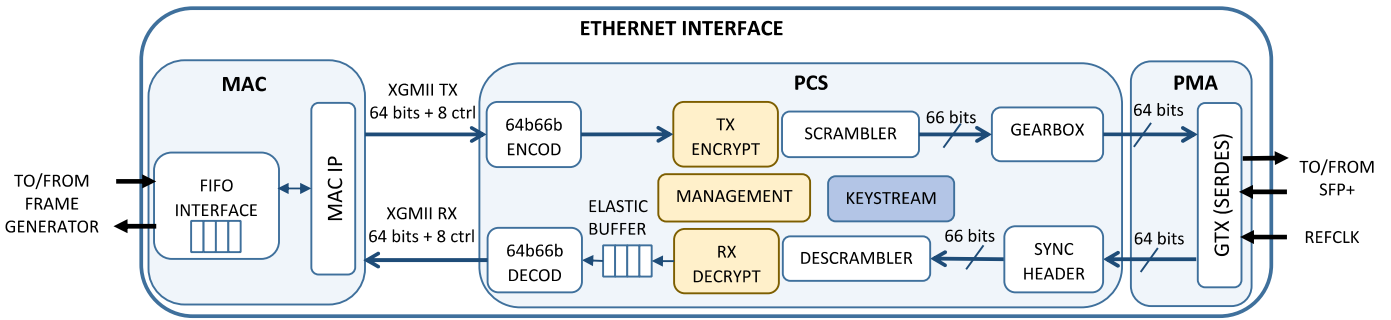 ETHERNET INTERFACE
MAC
PCS
PMA
XGMII TX
64 bits + 8 ctrl
64b66b
ENCOD
TX
ENCRYPT
SCRAMBLER
66 bits
GEARBOX
64 bits
MAC IP
GTX (SERDES)
TO/FROM
FRAME
GENERATOR
FIFO
INTERFACE
MANAGEMENT
KEYSTREAM
TO/FROM
SFP+
REFCLK
XGMII RX
64 bits + 8 ctrl
64b66b
DECOD
ELASTIC
BUFFER
RX
DECRYPT
DESCRAMBLER
66 bits
SYNC
HEADER
64 bits